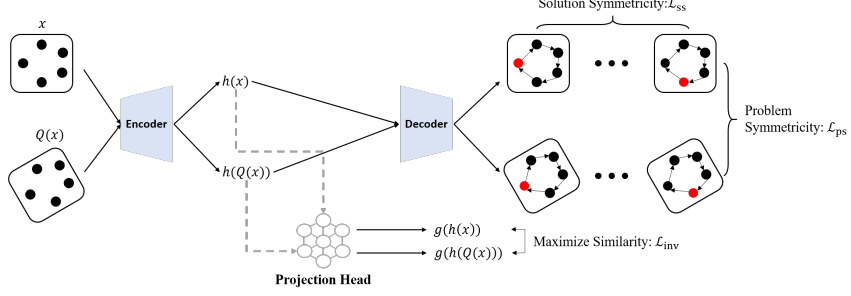 Solution Symmetricity:ℒss
x
Q(x)
Encoder
h(x)
h(Q(x))
Decoder
Problem
Symmetricity: ℒps
g(h(x))
g(h(Q(x)))
Maximize Similarity: ℒinv
Projection Head